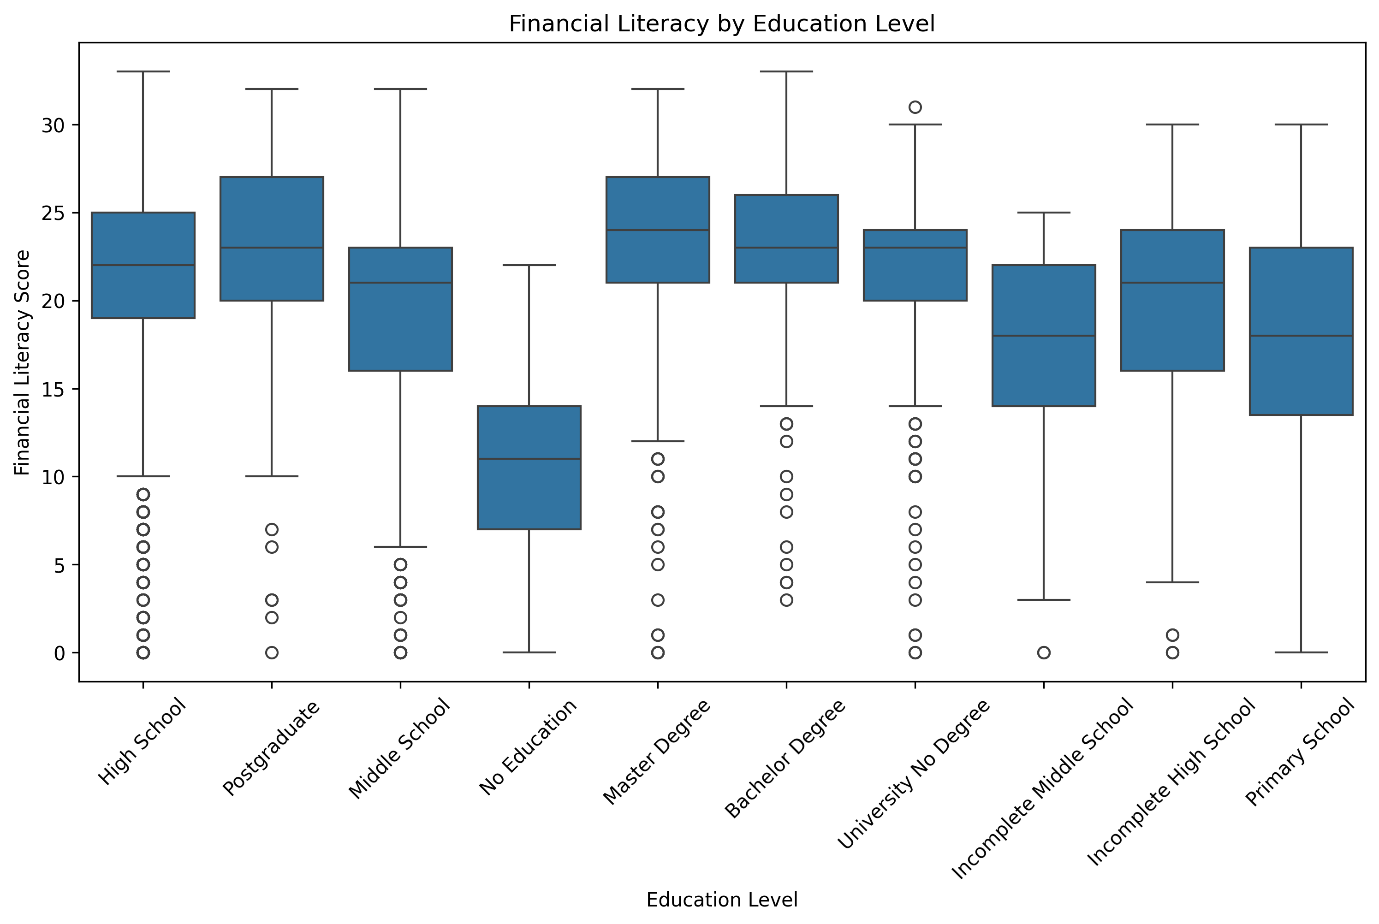 Financial Literacy by Education Level
Financial Literacy Score
30
25
20
15
10
5
0
High School
Postgraduate
Middle School
No Education
Master Degree
Bachelor Degree
University No Degree
Incomplete Middle School
Incomplete High School
Primary School
Education Level